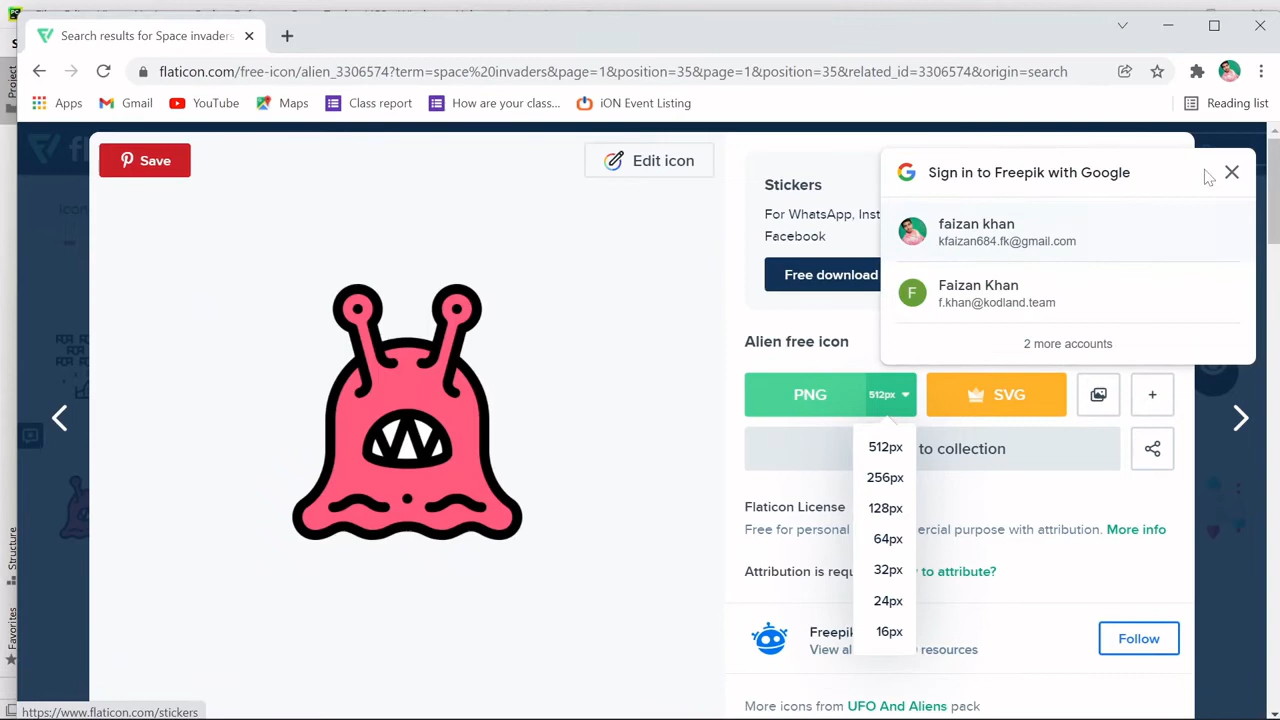 Search results for Space invaders
flaticon.com/free-icon/alien_3306574?term=space%20invaders&page=1&position=35&page=1&position=35&related_id=3306574&origin=search
Apps
Gmail
YouTube
Maps
Class report
How are your class...
iON Event Listing
Reading list
Project
Structure
Favorites
Save
Edit icon
Stickers
For WhatsApp, Inst
Facebook
Free download
Sign in to Freepik with Google
faizan khan
kfaizan684.fk@gmail.com
F
Faizan Khan
f.khan@kodland.team
2 more accounts
Alien free icon
PNG
512px
SVG
to collection
512px
256px
128px
64px
32px
24px
16px
Flaticon License
Free for personal
ercial purpose with attribution. More info
Attribution is requ
to attribute?
Freepik
View al
resources
Follow
More icons from UFO And Aliens pack
https://www.flaticon.com/stickers